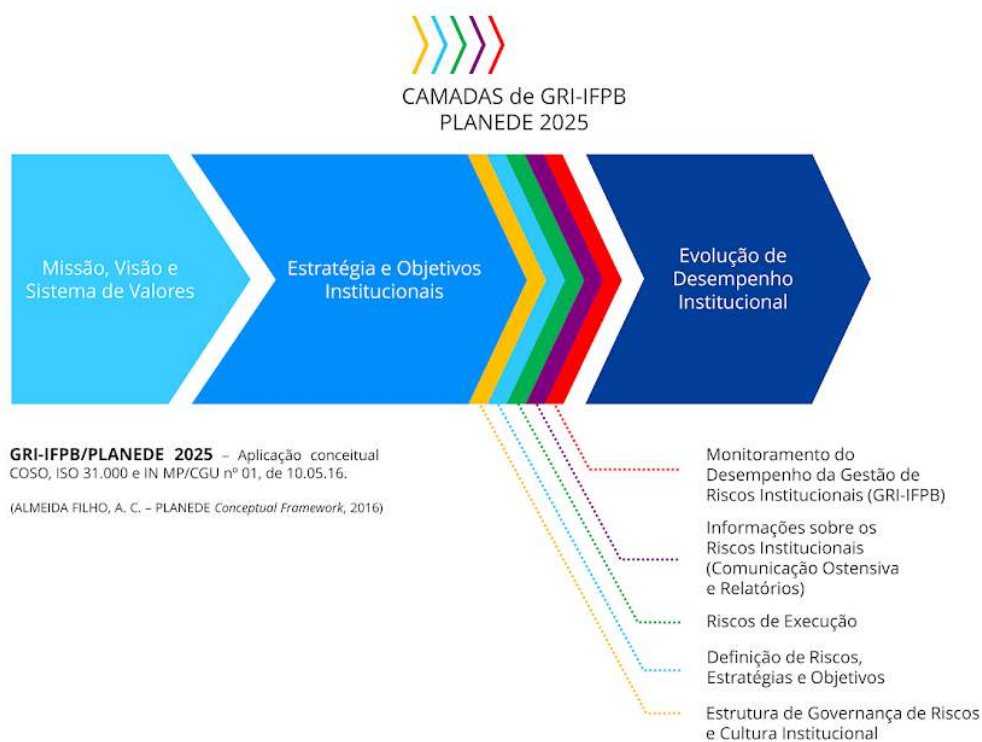 CAMADAS de GRI-IFPB
PLANEDE 2025
Missão, Visão e
Sistema de Valores
Estratégia e Objetivos
Institucionais
Evolução de
Desempenho
Institucional
GRI-IFPB/PLANEDE 2025 – Aplicação conceitual
COSO, ISO 31.000 e IN MP/CGU nº 01, de 10.05.16.
(ALMEIDA FILHO, A. C. – PLANEDE Conceptual Framework, 2016)
Monitoramento do
Desempenho da Gestão de
Riscos Institucionais (GRI-IFPB)
Informações sobre os
Riscos Institucionais
(Comunicação Ostensiva
e Relatórios)
Riscos de Execução
Definição de Riscos,
Estratégias e Objetivos
Estrutura de Governança de Riscos
e Cultura Institucional